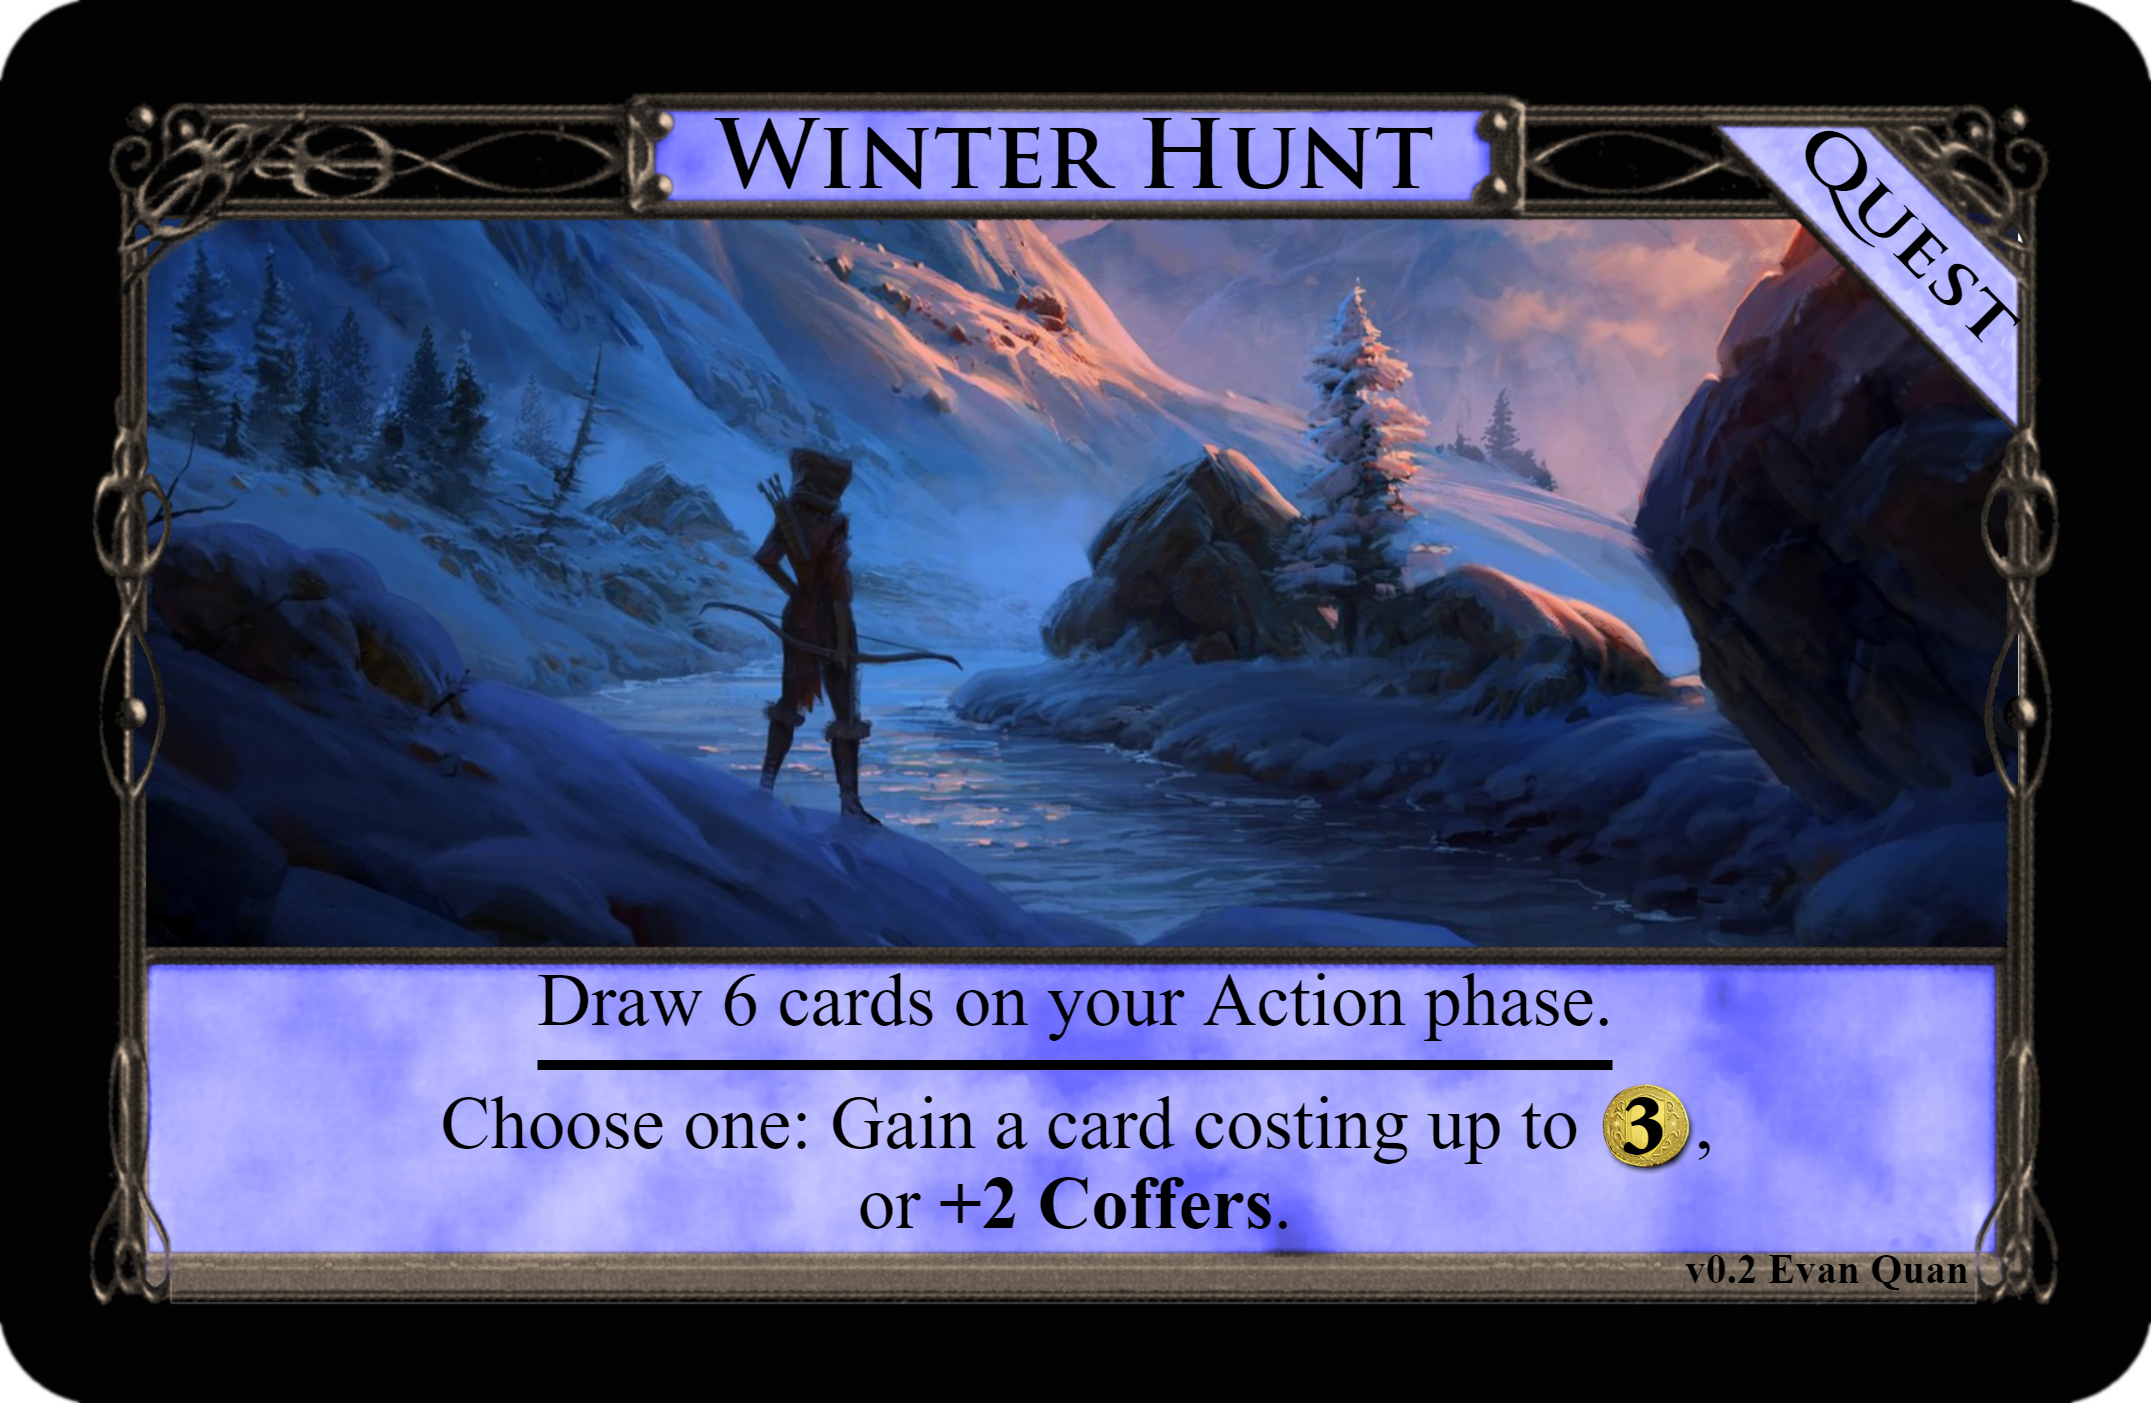 WINTER HUNT
QUEST
Draw 6 cards on your Action phase.
Choose one: Gain a card costing up to 3,
or +2 Coffers.
v0.2 Evan Quan